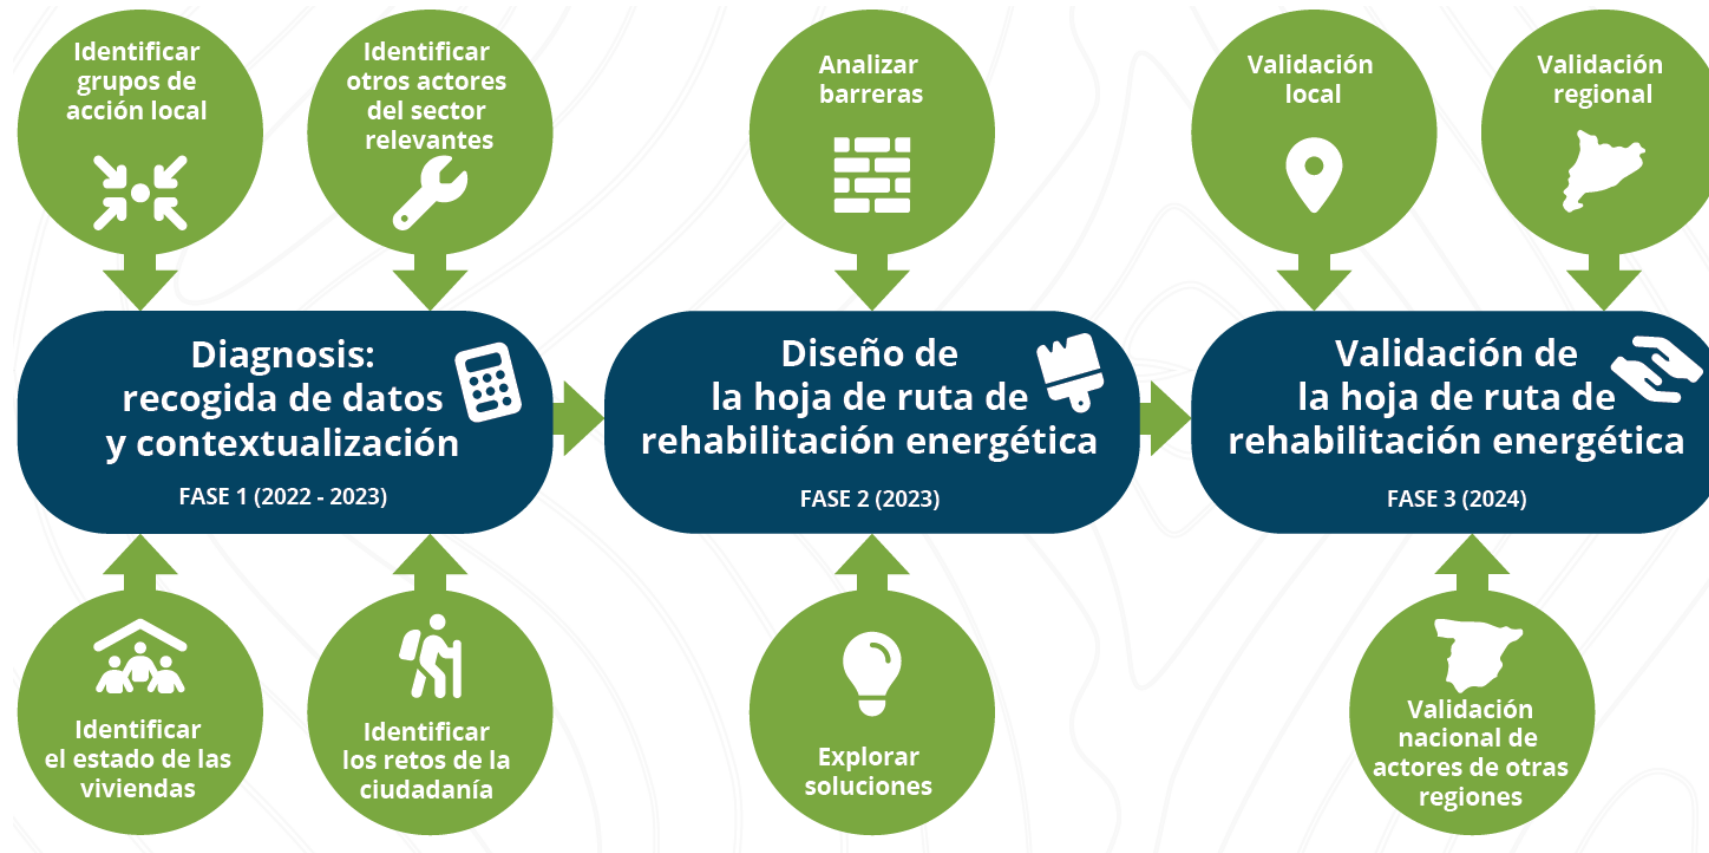 Identificar
grupos de
acción local
Identificar
otros actores
del sector
relevantes
Analizar
barreras
Validación
local
Validación
regional
Diagnosis:
recogida de datos
y contextualización
FASE 1 (2022 - 2023)
Diseño de
la hoja de ruta de
rehabilitación energética
FASE 2 (2023)
Validación de
la hoja de ruta de
rehabilitación energética
FASE 3 (2024)
Identificar
el estado de las
viviendas
Identificar
los retos de la
ciudadanía
Explorar
soluciones
Validación
nacional de
actores de otras
regiones